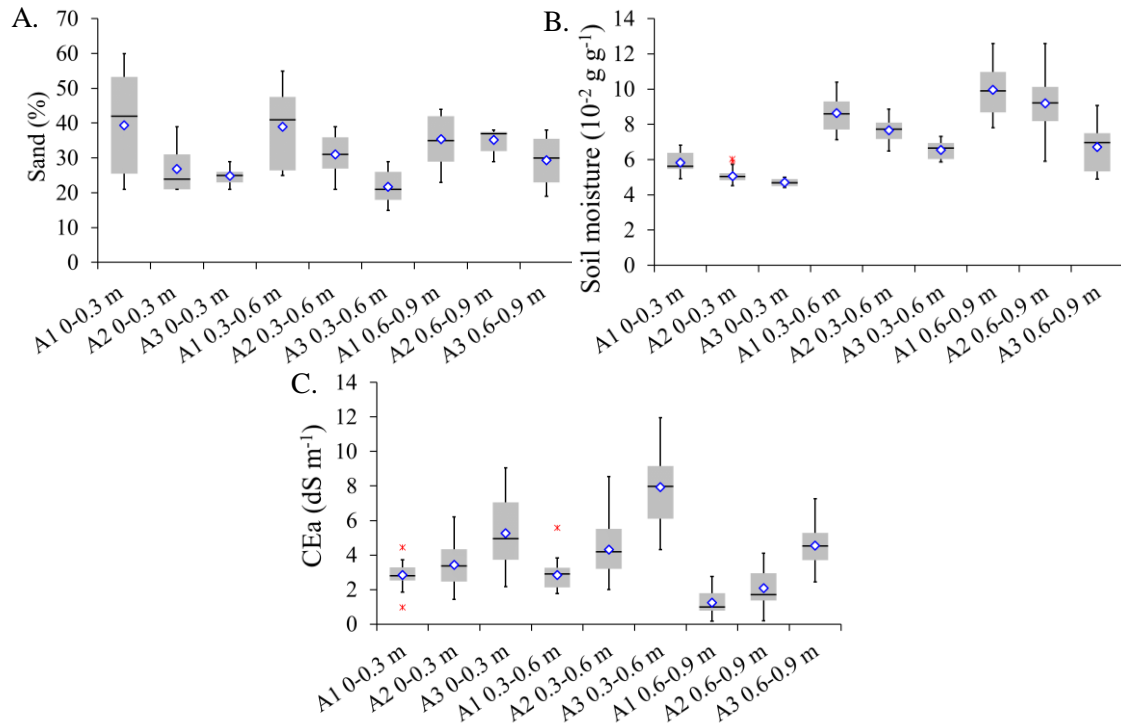 A.
70
60
50
40
30
20
10
0
Sand (%)
A1 0–0.3 m
A2 0–0.3 m
A3 0–0.3 m
A1 0.3–0.6 m
A2 0.3–0.6 m
A3 0.3–0.6 m
A1 0.6–0.9 m
A2 0.6–0.9 m
A3 0.6–0.9 m
B.
14
12
10
8
6
4
2
0
Soil moisture (10⁻² g g⁻¹)
A1 0–0.3 m
A2 0–0.3 m
A3 0–0.3 m
A1 0.3–0.6 m
A2 0.3–0.6 m
A3 0.3–0.6 m
A1 0.6–0.9 m
A2 0.6–0.9 m
A3 0.6–0.9 m
C.
14
12
10
8
6
4
2
0
CEa (dS m⁻¹)
A1 0–0.3 m
A2 0–0.3 m
A3 0–0.3 m
A1 0.3–0.6 m
A2 0.3–0.6 m
A3 0.3–0.6 m
A1 0.6–0.9 m
A2 0.6–0.9 m
A3 0.6–0.9 m